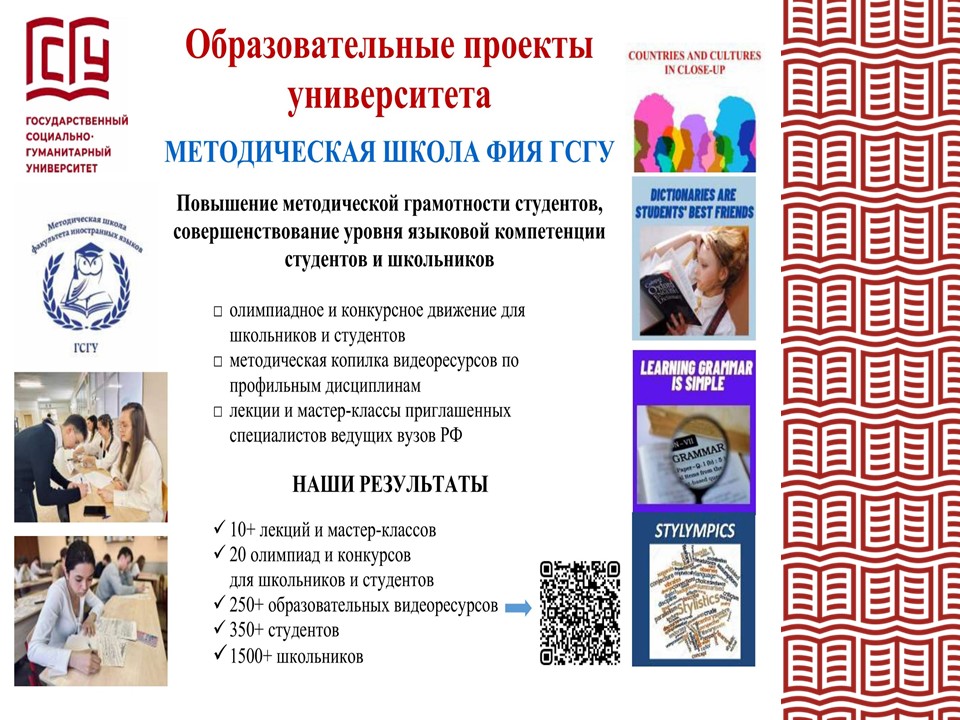 ГСГУ
ГОСУДАРСТВЕННЫЙ
СОЦИАЛЬНО-
ГУМАНИТАРНЫЙ
УНИВЕРСИТЕТ
Образовательные проекты
университета
МЕТОДИЧЕСКАЯ ШКОЛА ФИЯ ГСГУ
Методическая школа
факультета иностранных языков
ГСГУ
Повышение методической грамотности студентов,
совершенствование уровня языковой компетенции
студентов и школьников
□ олимпиадное и конкурсное движение для
школьников и студентов
□ методическая копилка видеоресурсов по
профильным дисциплинам
□ лекции и мастер-классы приглашенных
специалистов ведущих вузов РФ
НАШИ РЕЗУЛЬТАТЫ
✓ 10+ лекций и мастер-классов
✓ 20 олимпиад и конкурсов
для школьников и студентов
✓ 250+ образовательных видеоресурсов
✓ 350+ студентов
✓ 1500+ школьников
COUNTRIES AND CULTURES
IN CLOSE-UP
DICTIONARIES ARE
STUDENTS' BEST FRIENDS
LEARNING GRAMMAR
IS SIMPLE
GRAMMAR
STYLYMPICS
stylistics